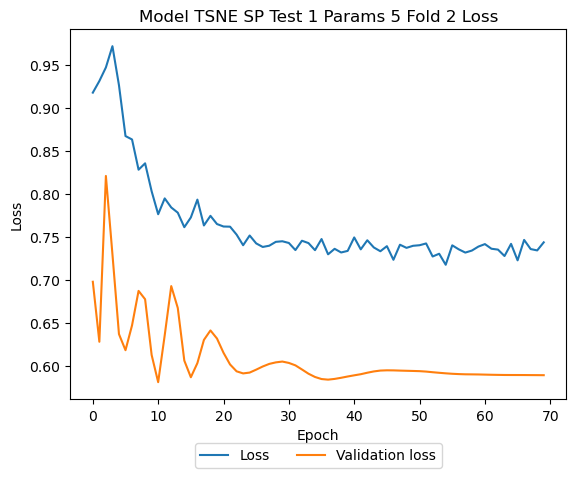 Model TSNE SP Test 1 Params 5 Fold 2 Loss
Loss
0.95
0.90
0.85
0.80
0.75
0.70
0.65
0.60
0 10 20 30 40 50 60 70
Epoch
Loss Validation loss